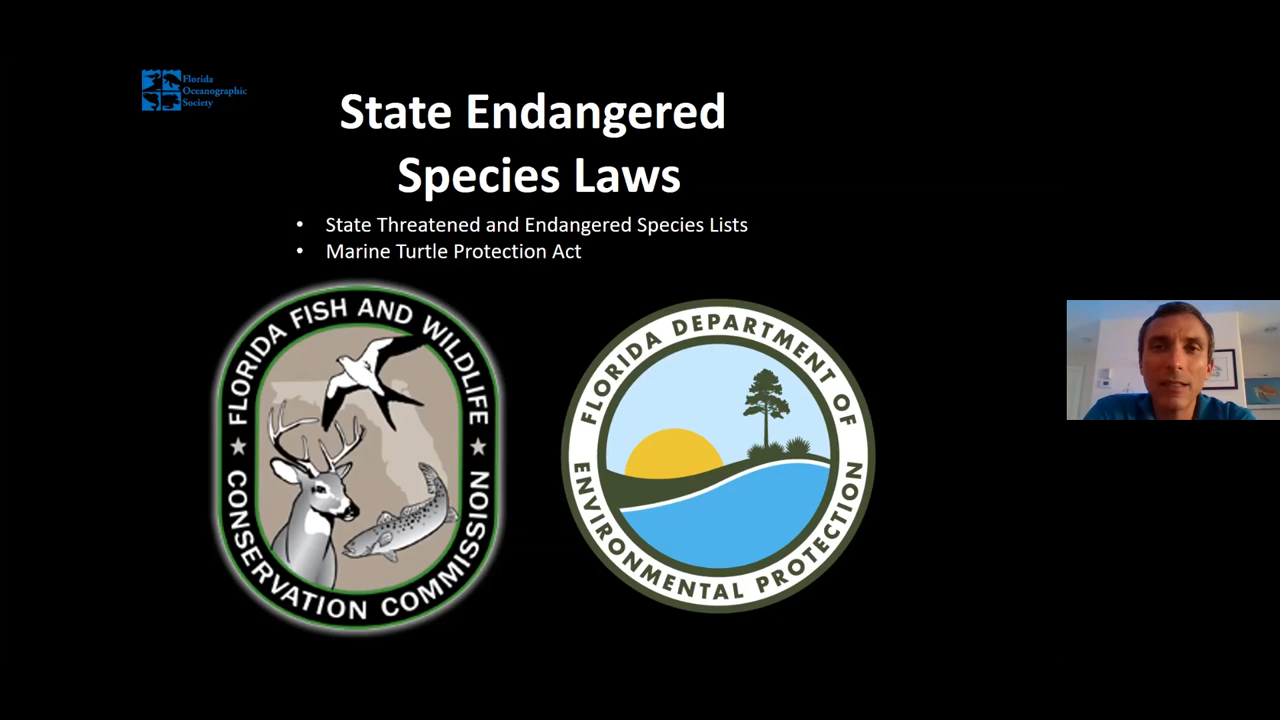 Florida
Oceanographic
Society
State Endangered
Species Laws
• State Threatened and Endangered Species Lists
• Marine Turtle Protection Act
FLORIDA FISH AND WILDLIFE
CONSERVATION COMMISSION
FLORIDA DEPARTMENT OF
ENVIRONMENTAL PROTECTION